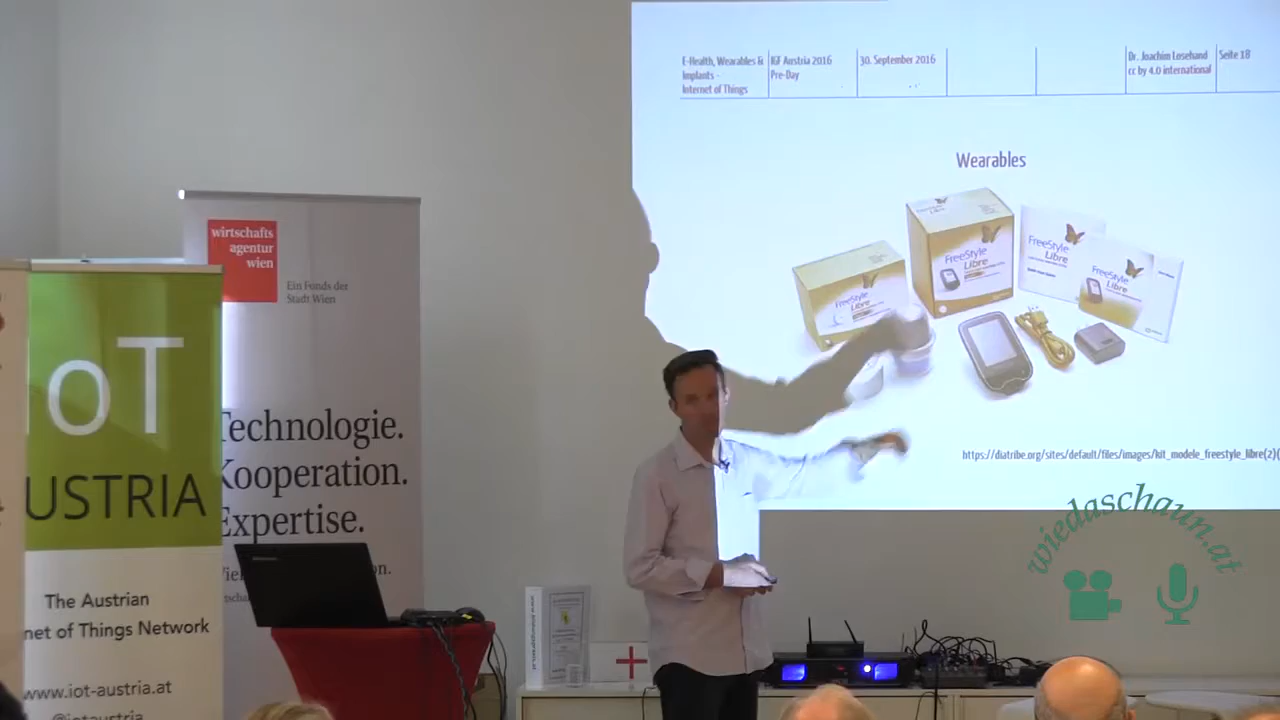 E-Health, Wearables &
Implants -
Internet of Things
IGF Austria 2016
Pre-Day
30. September 2016
Dr. Joachim Losehand
cc by 4.0 international
Seite 18
Wearables
FreeStyle
Libre
FreeStyle
Libre
FreeStyle
Libre
FreeStyle
Libre
FreeStyle
https://diatribe.org/sites/default/files/images/kit_modele_freestyle_libre(2)(
wiedaschaun.at
wirtschafts
agentur
wien
Ein Fonds der
Stadt Wien
Technologie.
Kooperation.
Expertise.
IoT
USTRIA
The Austrian
net of Things Network
www.iot-austria.at
@iotaustria